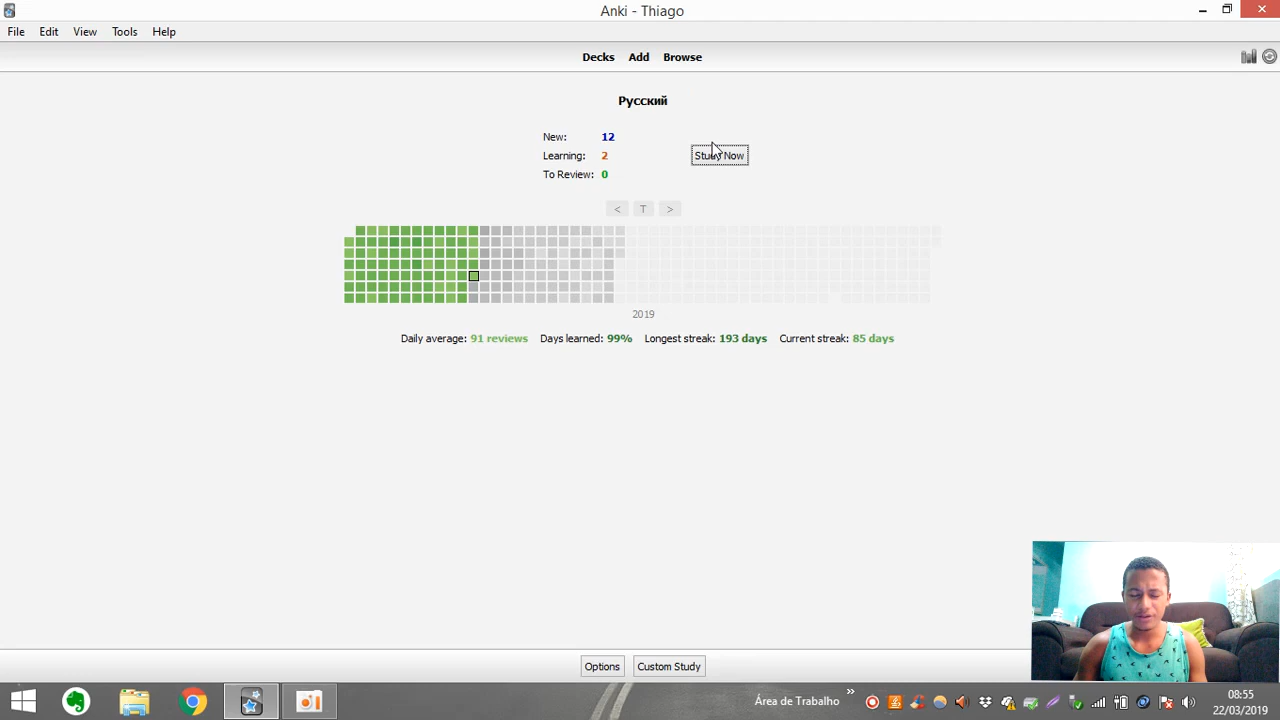 Anki - Thiago
File Edit View Tools Help
Decks Add Browse
Русский
New: 12
Learning: 2
Study Now
To Review: 0
< T >
2019
Daily average: 91 reviews Days learned: 99% Longest streak: 193 days Current streak: 85 days
Options Custom Study
Área de Trabalho »
08:55
22/03/2019